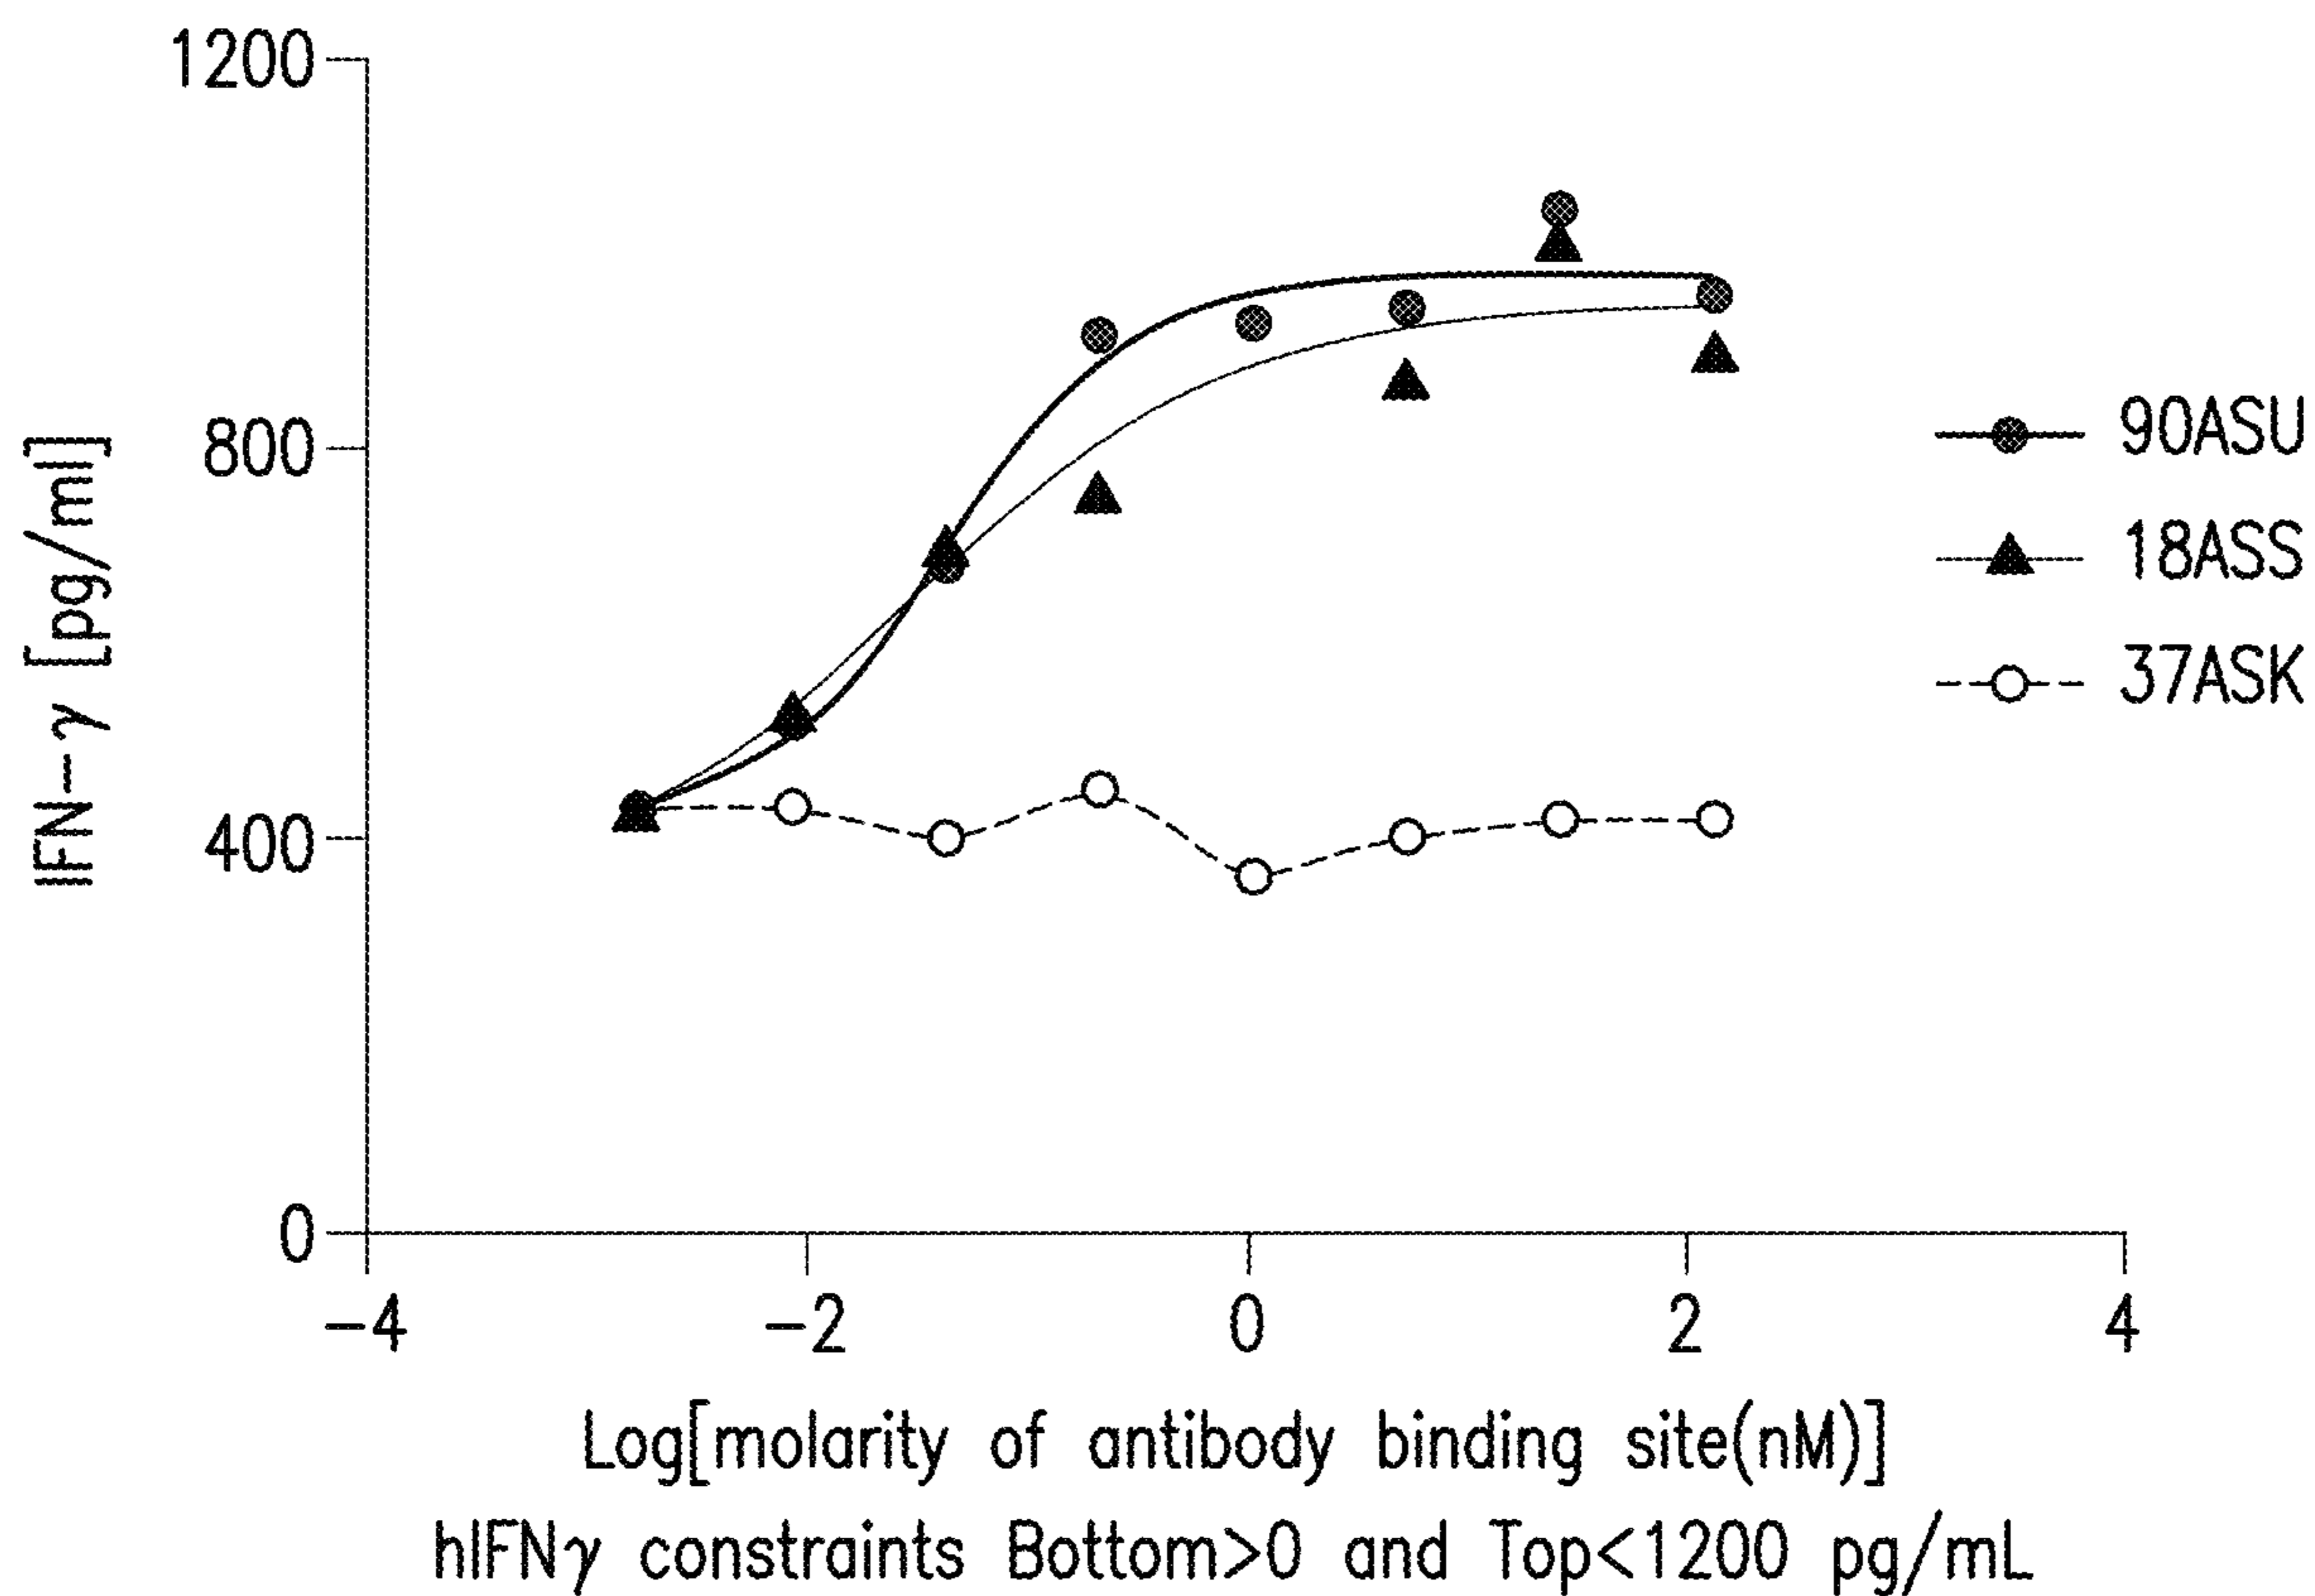 IFN-γ [pg/ml]
1200
800
400
0
-4
-2
0
2
4
Log[molarity of antibody binding site(nM)]
hIFNγ constraints Bottom>0 and Top<1200 pg/mL
90ASU
18ASS
37ASK